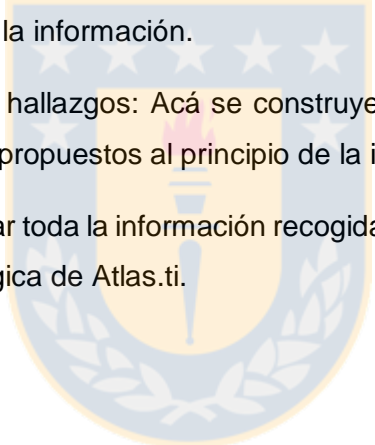 la información.
hallazgos: Acá se construye
propuestos al principio de la i
ar toda la información recogida
gica de Atlas.ti.